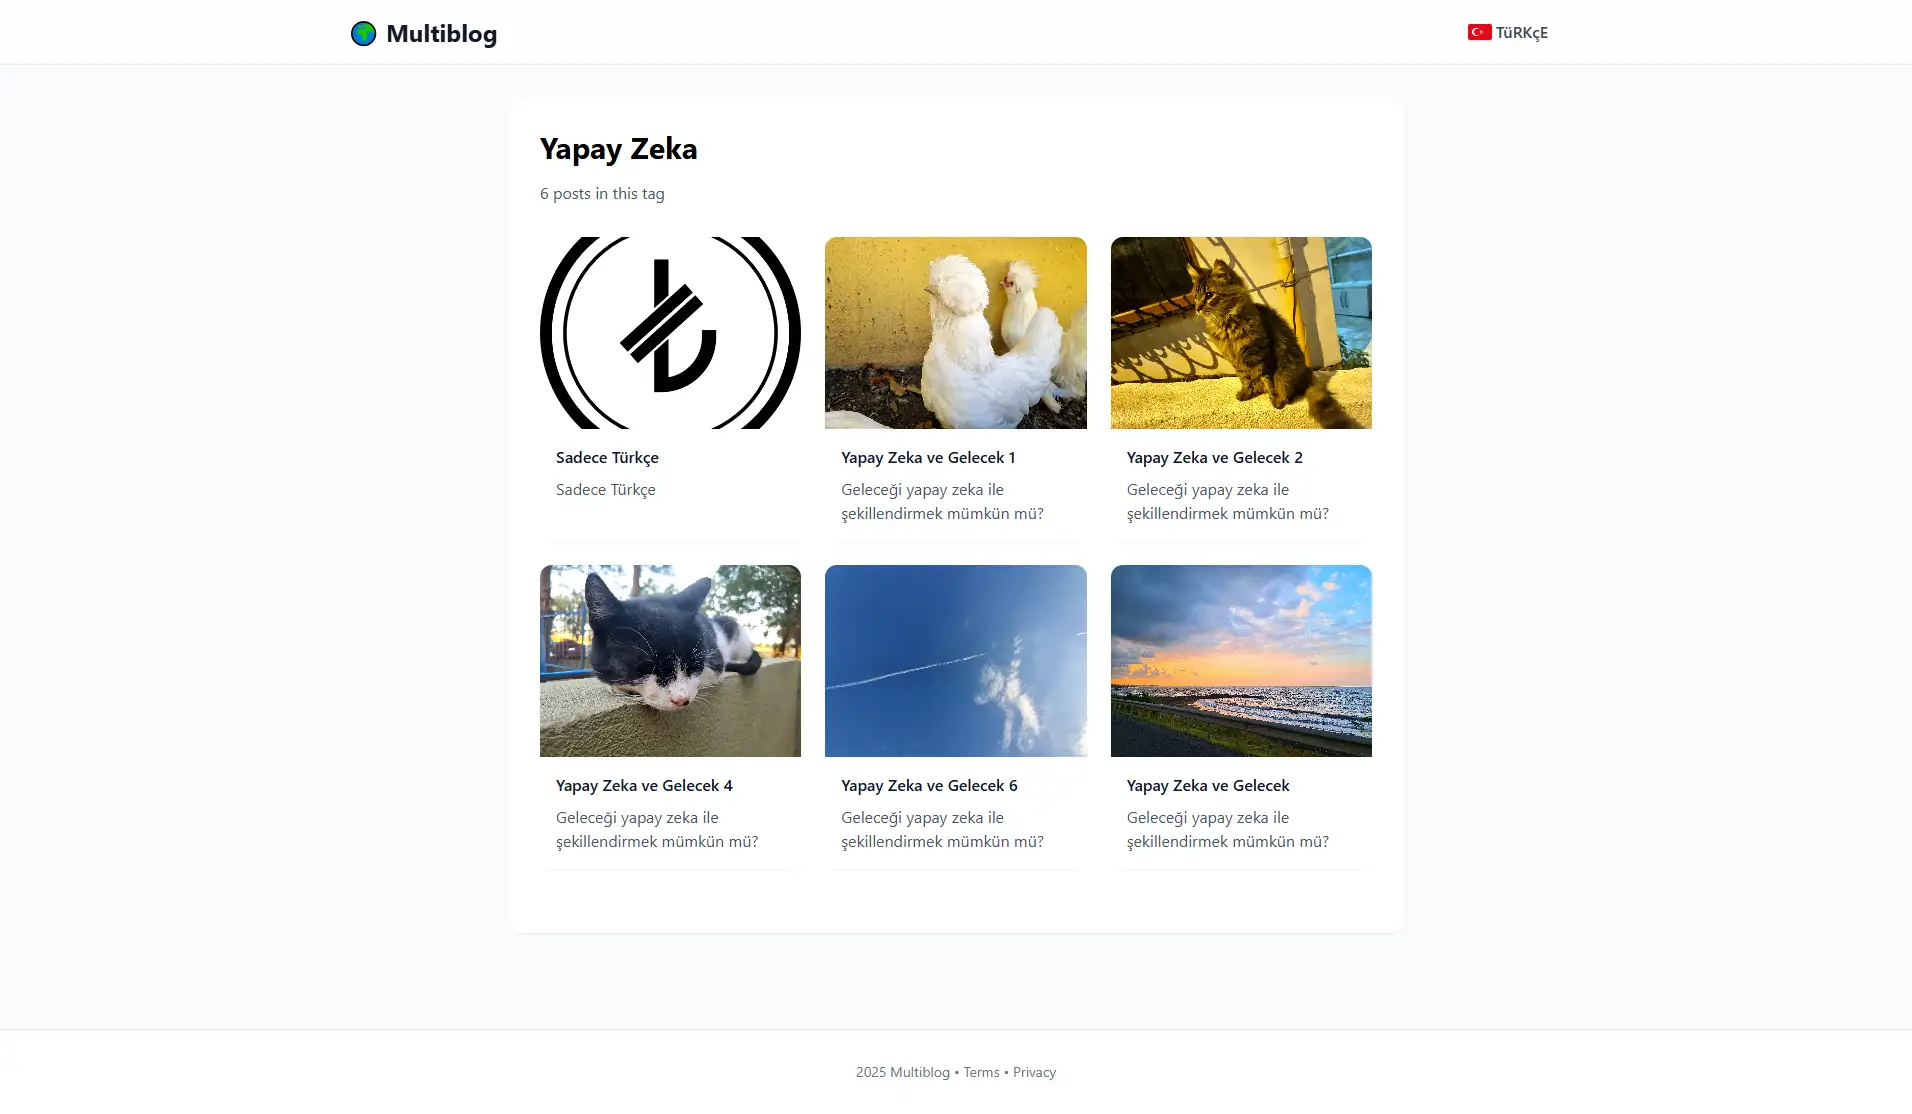 Multiblog
TüRKçE
Yapay Zeka
6 posts in this tag
Sadece Türkçe
Sadece Türkçe
Yapay Zeka ve Gelecek 1
Geleceği yapay zeka ile
şekillendirmek mümkün mü?
Yapay Zeka ve Gelecek 2
Geleceği yapay zeka ile
şekillendirmek mümkün mü?
Yapay Zeka ve Gelecek 4
Geleceği yapay zeka ile
şekillendirmek mümkün mü?
Yapay Zeka ve Gelecek 6
Geleceği yapay zeka ile
şekillendirmek mümkün mü?
Yapay Zeka ve Gelecek
Geleceği yapay zeka ile
şekillendirmek mümkün mü?
2025 Multiblog • Terms • Privacy